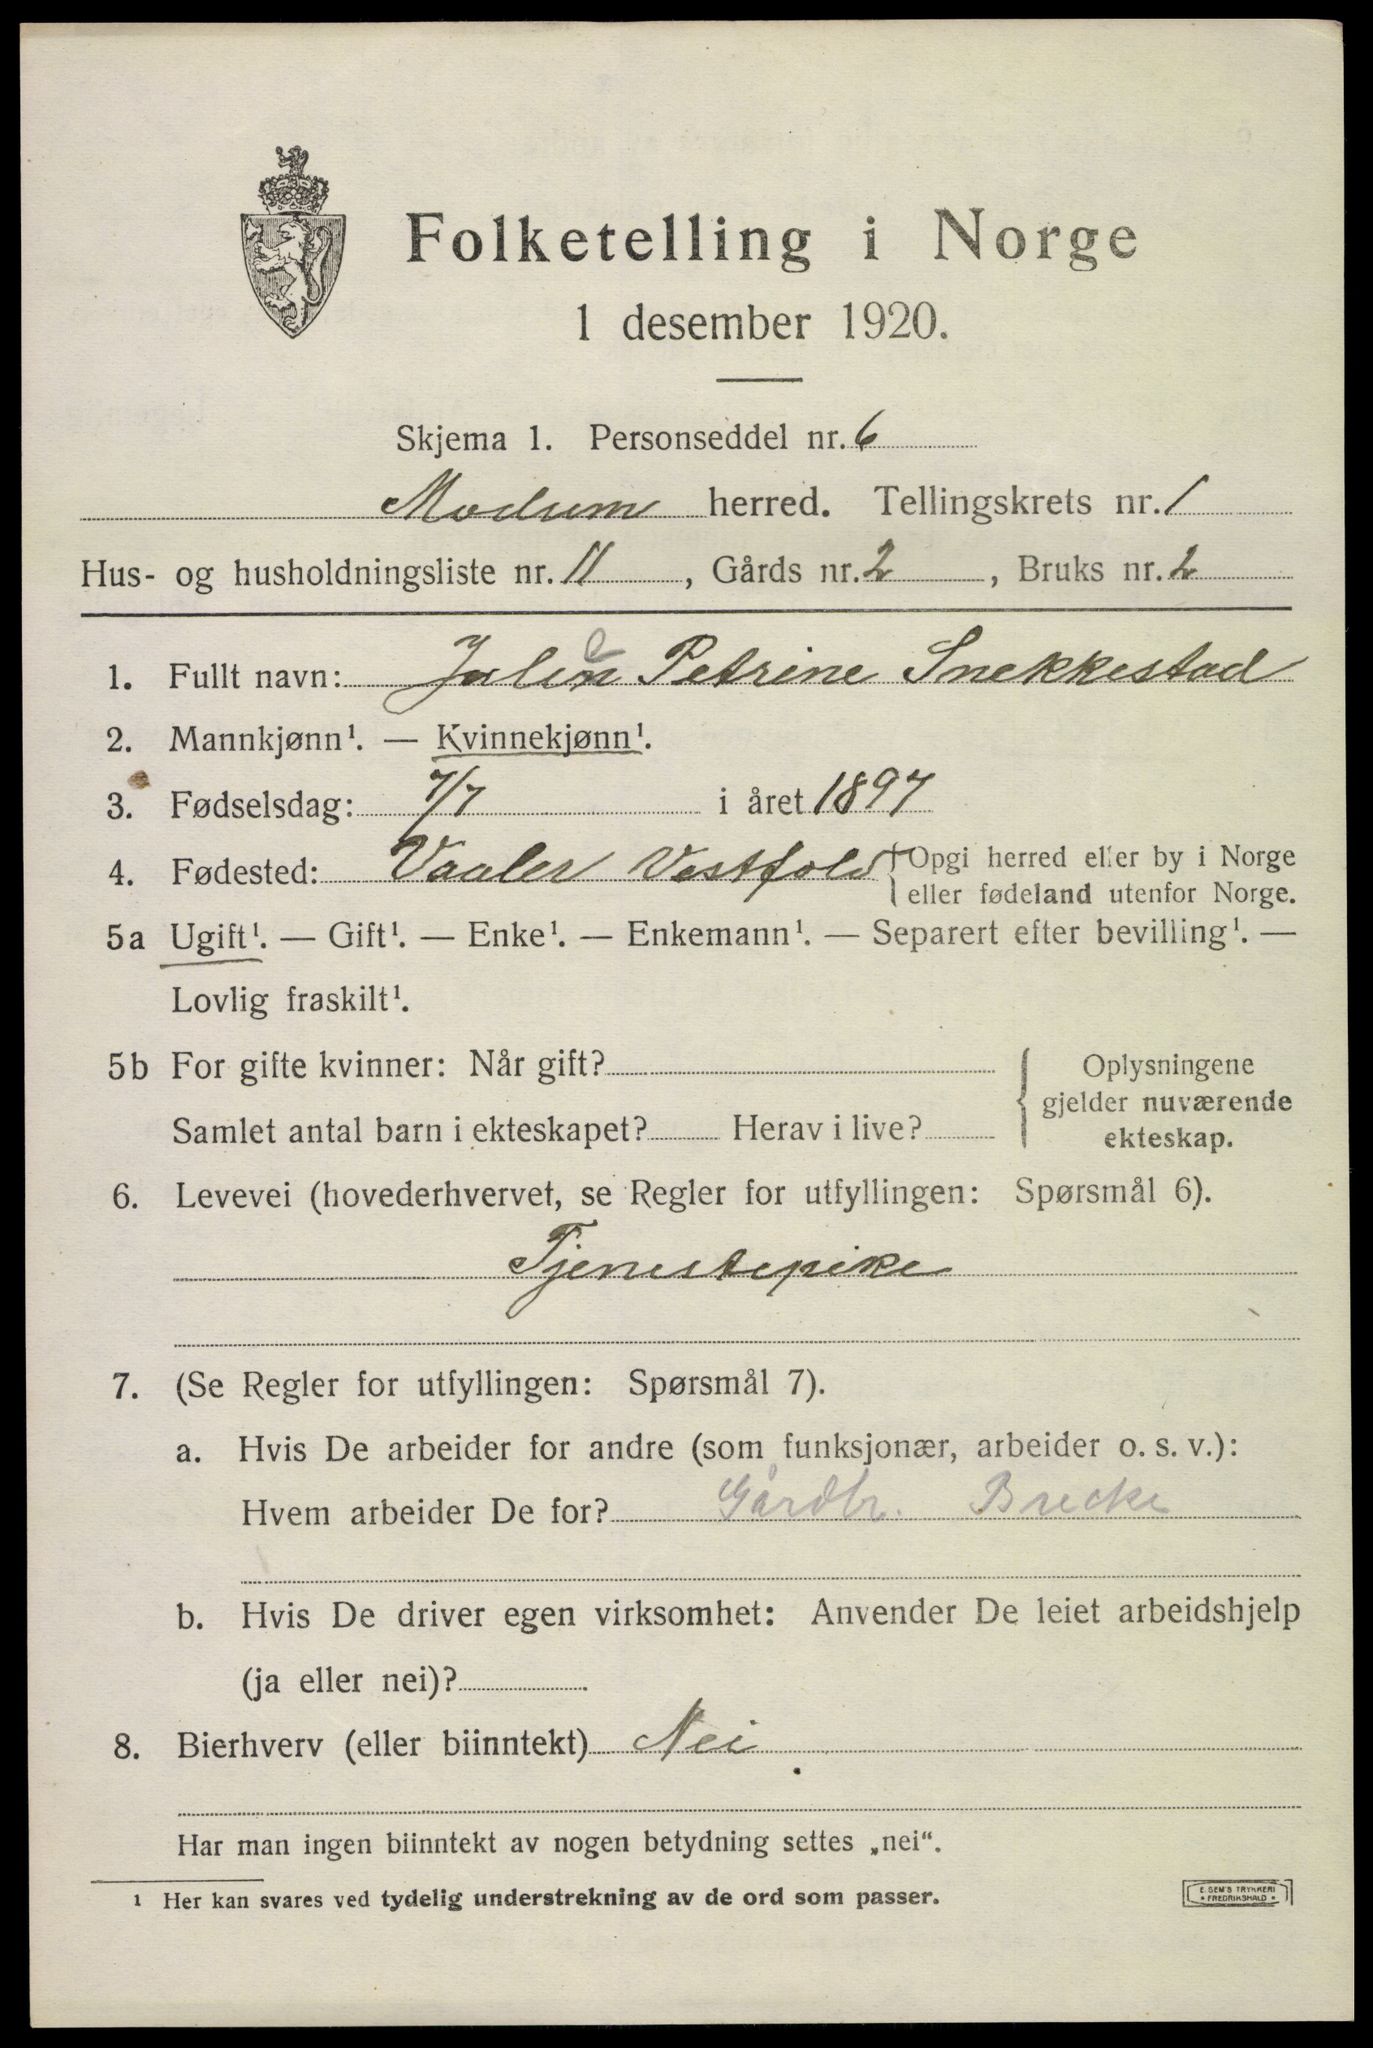 Folketelling i Norge
1 desember 1920.
Skjema 1. Personseddel nr. 6
Modum herred. Tellingskrets nr. 1
Hus- og husholdningsliste nr. 11, Gårds nr. 2, Bruks nr. 2
1. Fullt navn: Petrine Snekkestad
2. Mannkjønn¹. — Kvinnekjønn¹.
3. Fødselsdag: 7/7 i året 1897
4. Fødested: Vaaler Vestfold {Opgi herred eller by i Norge
eller fødeland utenfor Norge.
5a Ugift¹. — Gift¹. — Enke¹. — Enkemann¹. — Separert efter bevilling¹. —
Lovlig fraskilt¹.
5b For gifte kvinner: Når gift?
Samlet antal barn i ekteskapet? Herav i live?
{ Oplysningene
gjelder nuværende
ekteskap.
6. Levevei (hovederhvervet, se Regler for utfyllingen: Spørsmål 6).
Tjenestepike
7. (Se Regler for utfyllingen: Spørsmål 7).
a. Hvis De arbeider for andre (som funksjonær, arbeider o. s. v.):
Hvem arbeider De for? Gårdbr. Brecke
b. Hvis De driver egen virksomhet: Anvender De leiet arbeidshjelp
(ja eller nei)?
8. Bierhverv (eller biinntekt) Nei
Har man ingen biinntekt av nogen betydning settes „nei“.
¹ Her kan svares ved tydelig understrekning av de ord som passer.
E. SEM'S TRYKKERI
* FREDRIKSHALD *